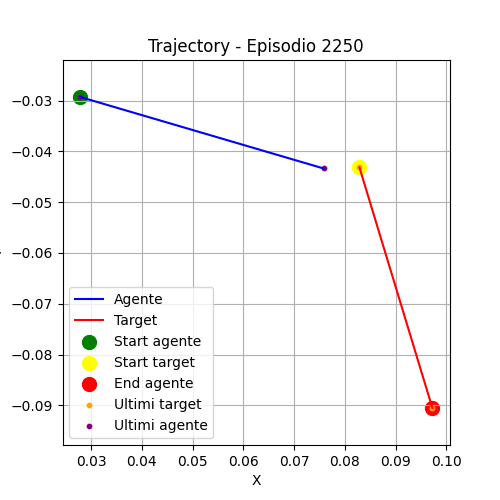 Trajectory - Episodio 2250
−0.03
−0.04
−0.05
−0.06
−0.07
−0.08
−0.09
Agente
Target
Start agente
Start target
End agente
Ultimi target
Ultimi agente
0.03 0.04 0.05 0.06 0.07 0.08 0.09 0.10
X